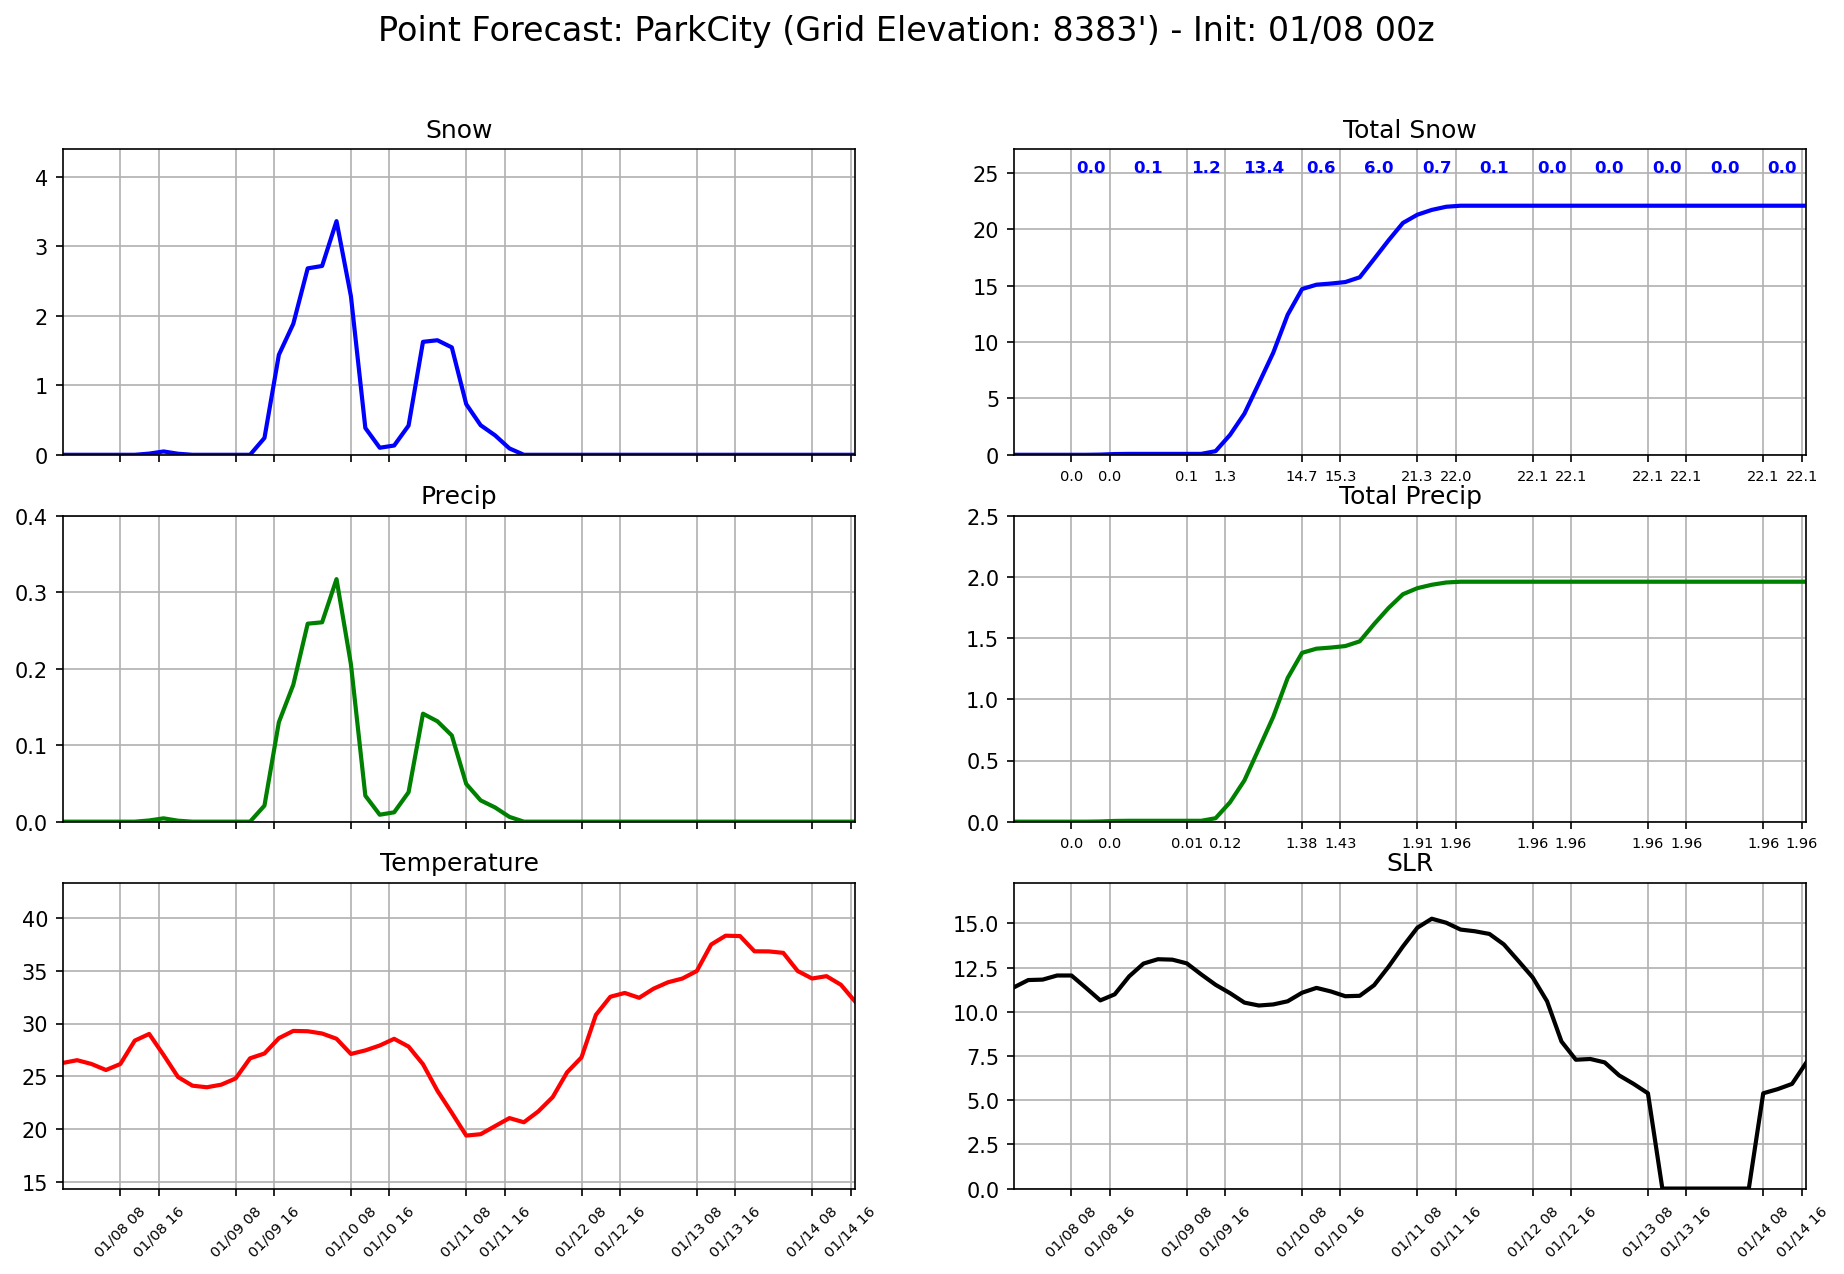 Point Forecast: ParkCity (Grid Elevation: 8383') - Init: 01/08 00z
Snow
4
3
2
1
0
Total Snow
0.0 0.1 1.2 13.4 0.6 6.0 0.7 0.1 0.0 0.0 0.0 0.0 0.0
25
20
15
10
5
0
0.0 0.0 0.1 1.3 14.7 15.3 21.3 22.0 22.1 22.1 22.1 22.1 22.1 22.1
Precip
0.4
0.3
0.2
0.1
0.0
Total Precip
2.5
2.0
1.5
1.0
0.5
0.0
0.0 0.0 0.01 0.12 1.38 1.43 1.91 1.96 1.96 1.96 1.96 1.96 1.96 1.96
Temperature
40
35
30
25
20
15
01/08 08 01/08 16 01/09 08 01/09 16 01/10 08 01/10 16 01/11 08 01/11 16 01/12 08 01/12 16 01/13 08 01/13 16 01/14 08 01/14 16
SLR
15.0
12.5
10.0
7.5
5.0
2.5
0.0
01/08 08 01/08 16 01/09 08 01/09 16 01/10 08 01/10 16 01/11 08 01/11 16 01/12 08 01/12 16 01/13 08 01/13 16 01/14 08 01/14 16